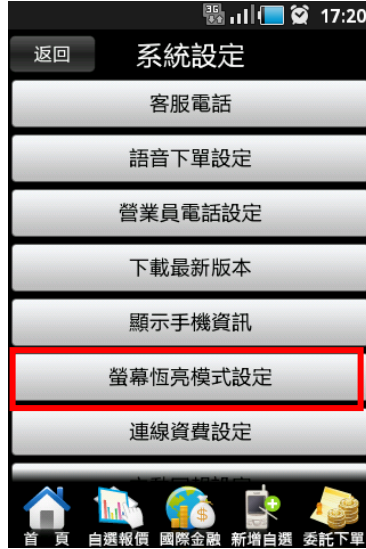 3G 17:20
返回 系統設定
客服電話
語音下單設定
營業員電話設定
下載最新版本
顯示手機資訊
螢幕恆亮模式設定
連線資費設定
首 頁 自選報價 國際金融 新增自選 委託下單